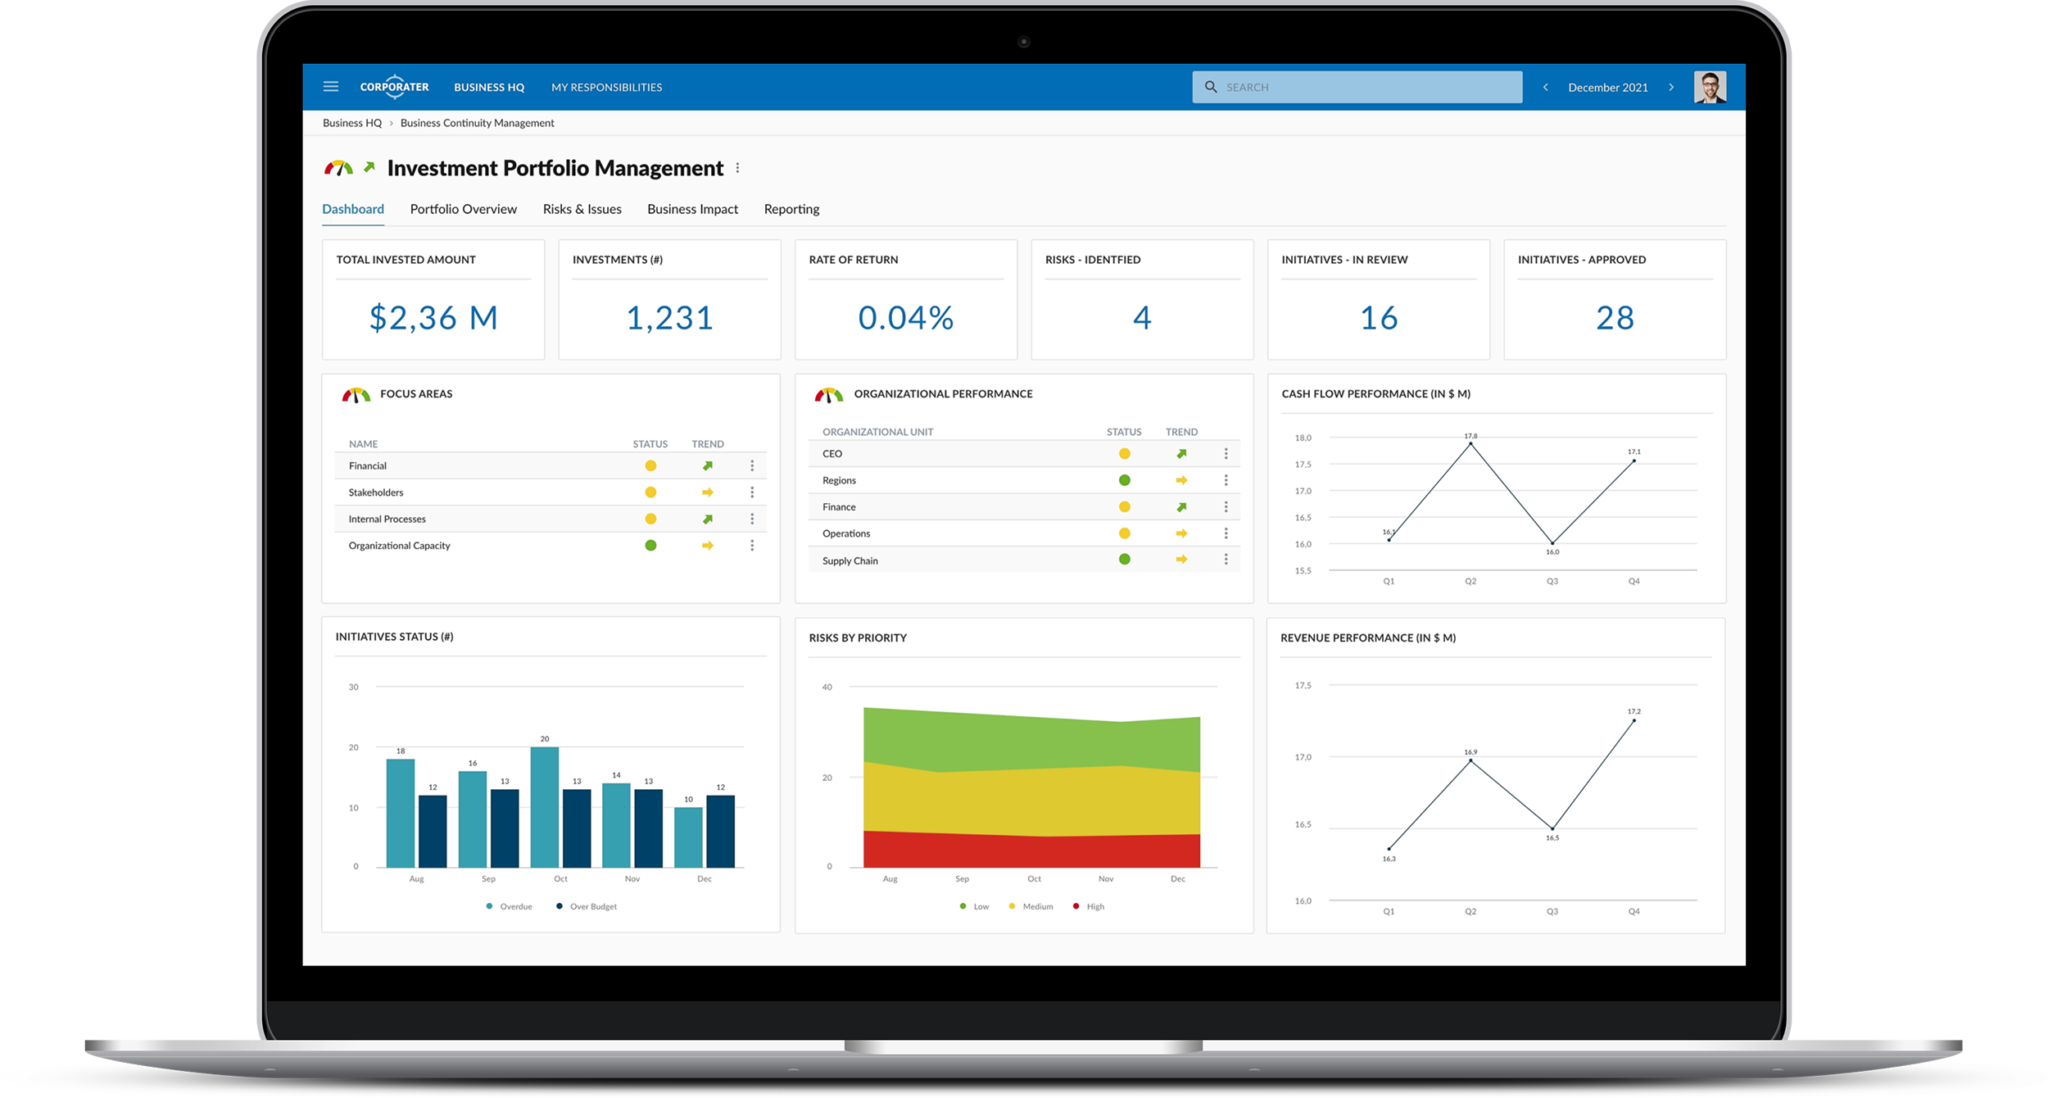 CORPORATER BUSINESS HQ MY RESPONSIBILITIES SEARCH December 2021
Business HQ › Business Continuity Management
Investment Portfolio Management
Dashboard Portfolio Overview Risks & Issues Business Impact Reporting
TOTAL INVESTED AMOUNT
$2,36 M
INVESTMENTS (#)
1,231
RATE OF RETURN
0.04%
RISKS - IDENTFIED
4
INITIATIVES - IN REVIEW
16
INITIATIVES - APPROVED
28
FOCUS AREAS
NAME STATUS TREND
Financial
Stakeholders
Internal Processes
Organizational Capacity
ORGANIZATIONAL PERFORMANCE
ORGANIZATIONAL UNIT STATUS TREND
CEO
Regions
Finance
Operations
Supply Chain
CASH FLOW PERFORMANCE (IN $ M)
18,0
17,5
17,0
16,5
16,0
15,5
16,1
17,8
16,0
17,1
Q1 Q2 Q3 Q4
INITIATIVES STATUS (#)
30
20
10
0
18 12 16 13 20 13 14 13 10 12
Aug Sep Oct Nov Dec
Overdue Over Budget
RISKS BY PRIORITY
40
20
0
Aug Sep Oct Nov Dec
Low Medium High
REVENUE PERFORMANCE (IN $ M)
17,5
17,0
16,5
16,0
16,3
16,9
16,5
17,2
Q1 Q2 Q3 Q4